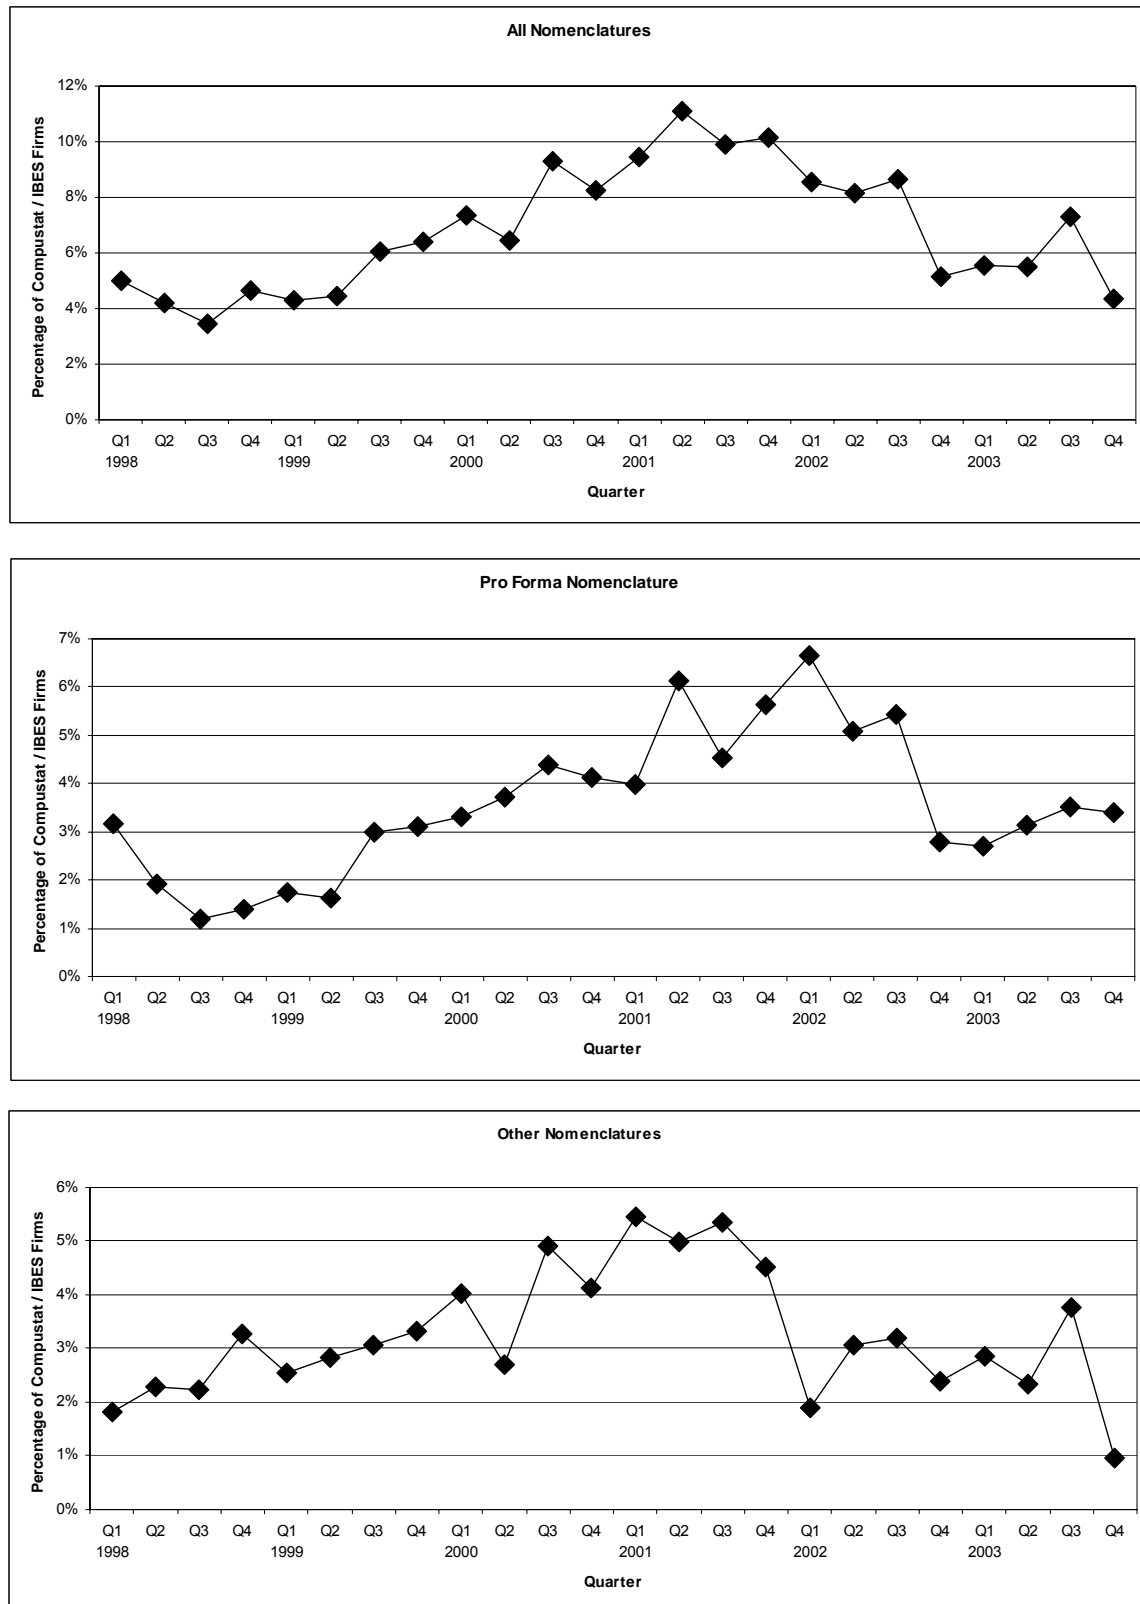 All Nomenclatures
Percentage of Compustat / IBES Firms
12%
10%
8%
6%
4%
2%
0%
Q1 Q2 Q3 Q4 Q1 Q2 Q3 Q4 Q1 Q2 Q3 Q4 Q1 Q2 Q3 Q4 Q1 Q2 Q3 Q4 Q1 Q2 Q3 Q4
1998 1999 2000 2001 2002 2003
Quarter
Pro Forma Nomenclature
Percentage of Compustat / IBES Firms
7%
6%
5%
4%
3%
2%
1%
0%
Q1 Q2 Q3 Q4 Q1 Q2 Q3 Q4 Q1 Q2 Q3 Q4 Q1 Q2 Q3 Q4 Q1 Q2 Q3 Q4 Q1 Q2 Q3 Q4
1998 1999 2000 2001 2002 2003
Quarter
Other Nomenclatures
Percentage of Compustat / IBES Firms
6%
5%
4%
3%
2%
1%
0%
Q1 Q2 Q3 Q4 Q1 Q2 Q3 Q4 Q1 Q2 Q3 Q4 Q1 Q2 Q3 Q4 Q1 Q2 Q3 Q4 Q1 Q2 Q3 Q4
1998 1999 2000 2001 2002 2003
Quarter